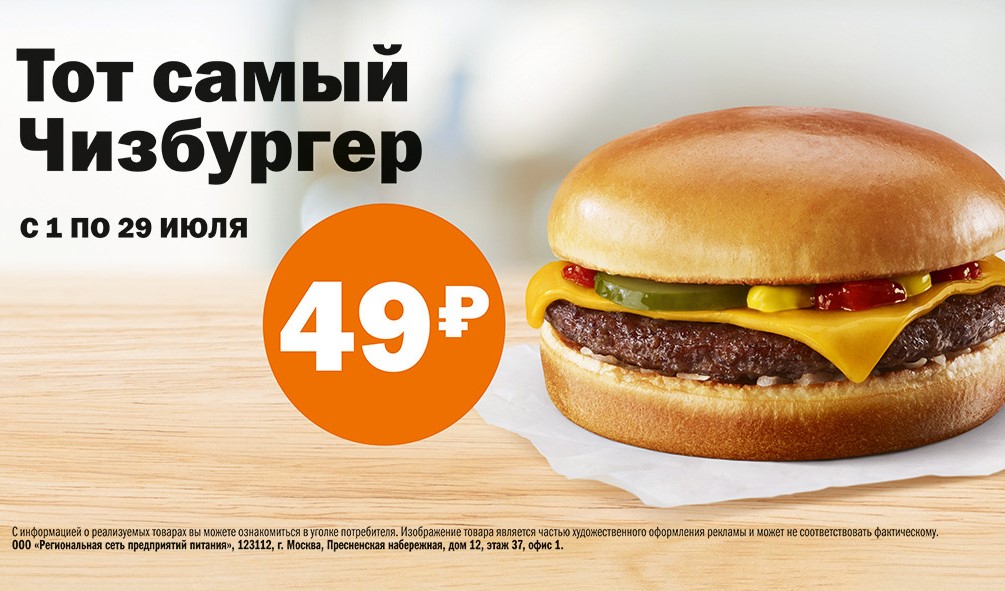 Тот самый
Чизбургер
с 1 по 29 июля
49₽
С информацией о реализуемых товарах вы можете ознакомиться в уголке потребителя. Изображение товара является частью художественного оформления рекламы и может не соответствовать фактическому.
ООО «Региональная сеть предприятий питания», 123112, г. Москва, Пресненская набережная, дом 12, этаж 37, офис 1.